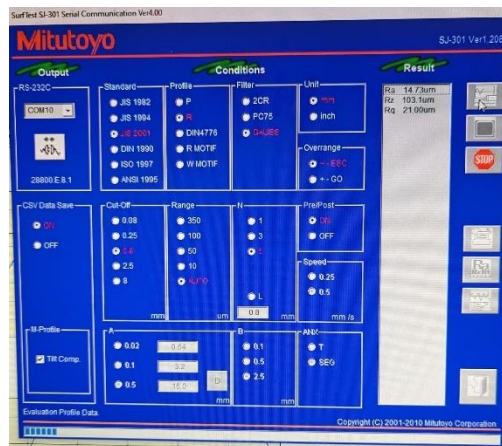 SurfTest SJ-301 Serial Communication Ver4.00
Mitutoyo
SJ-301 Ver1.208
Output
Conditions
Result
RS-232C
COM10
28800:E.8.1
Standard
JIS 1982
JIS 1994
JIS 2001
DIN 1990
ISO 1997
ANSI 1995
Profile
P
R
DIN4776
R MOTIF
W MOTIF
Filter
2CR
PC75
GAUSS
Unit
mm
inch
Overrange
- - ESC
+ - GO
Ra 14.73um
Rz 103.1um
Rq 21.00um
STOP
CSV Data Save
ON
OFF
Cut-Off
0.08
0.25
0.8
2.5
8
mm
Range
350
100
50
10
AUTO
um
N
1
3
5
L
0.8
mm
Pre/Post
ON
OFF
Speed
0.25
0.5
mm /s
M-Profile
Tilt Comp.
A
0.02
0.64
0.1
3.2
0.5
16.0
D
mm
B
0.1
0.5
2.5
mm
ANX
T
SEG
Evaluation Profile Data.
Copyright (C) 2001-2010 Mitutoyo Corporation